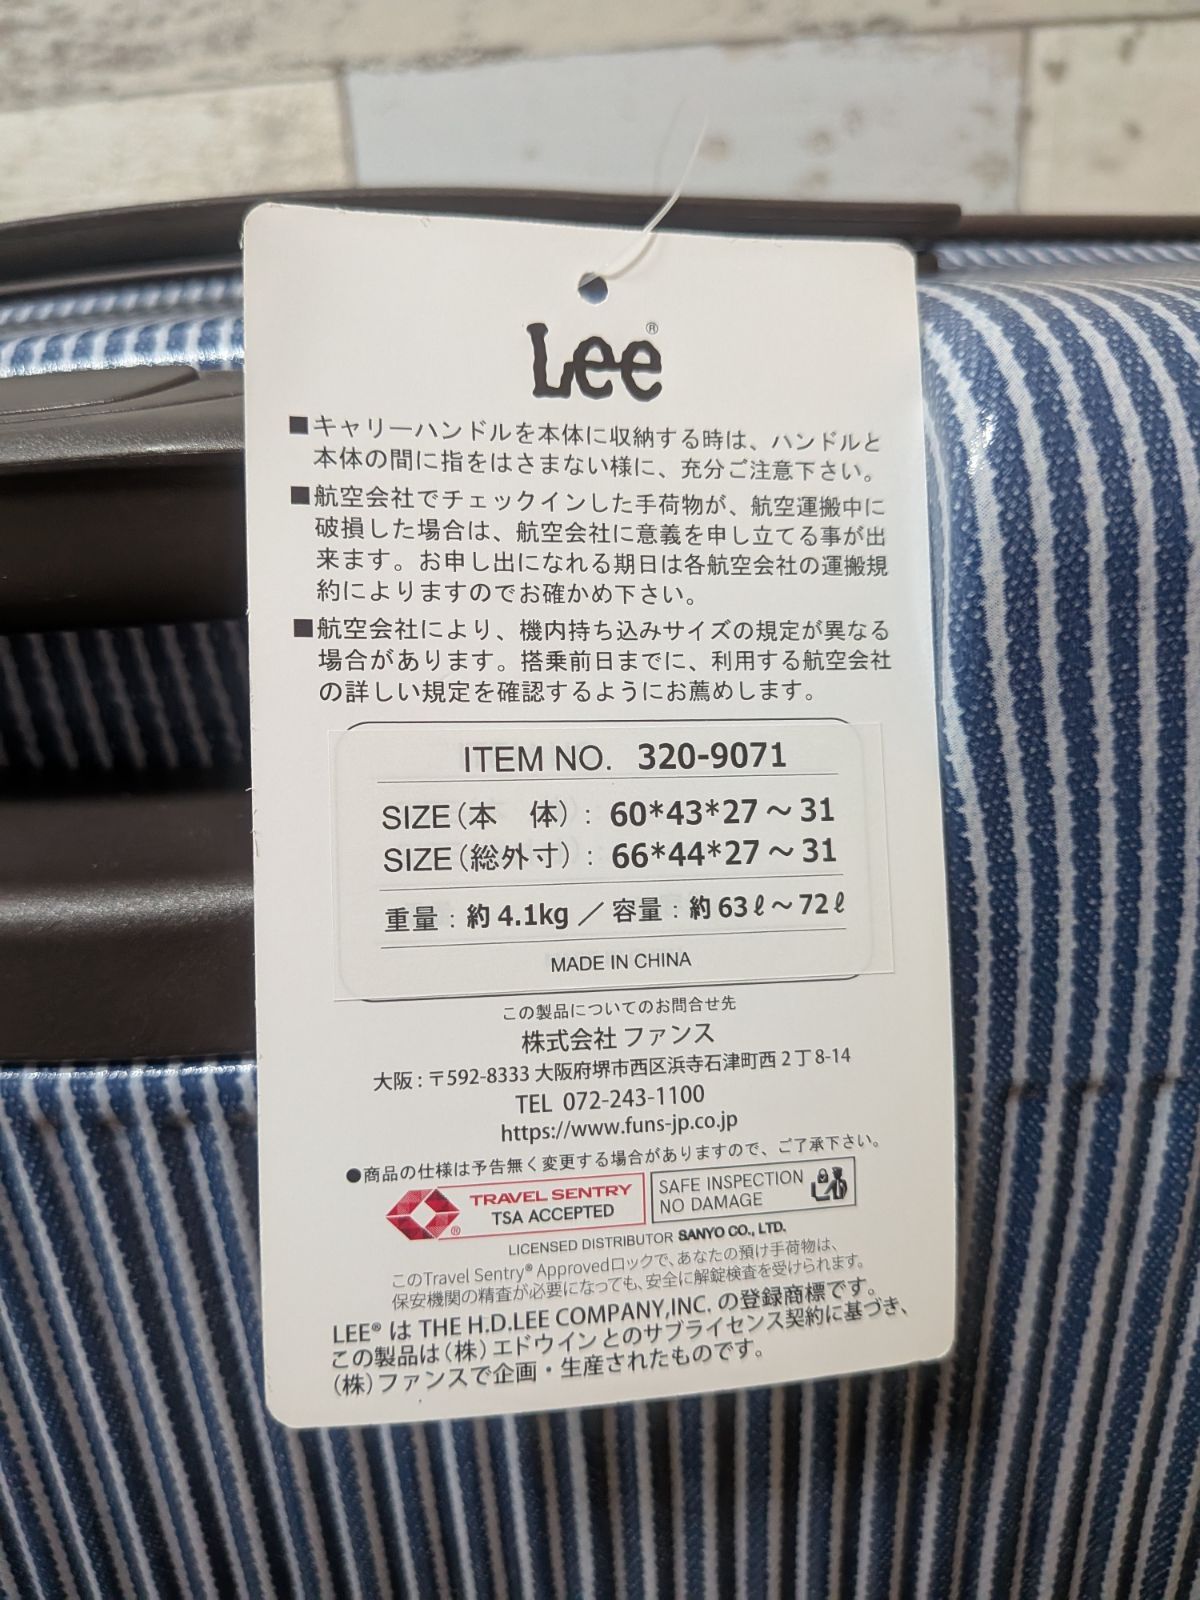 Lee®
■キャリーハンドルを本体に収納する時は、ハンドルと
本体の間に指をはさまない様に、充分ご注意下さい。
■航空会社でチェックインした手荷物が、航空運搬中に
破損した場合は、航空会社に意義を申し立てる事が出
来ます。お申し出になれる期日は各航空会社の運搬規
約によりますのでお確かめ下さい。
■航空会社により、機内持ち込みサイズの規定が異なる
場合があります。搭乗前日までに、利用する航空会社
の詳しい規定を確認するようにお薦めします。
ITEM NO. 320-9071
SIZE(本 体): 60*43*27～31
SIZE(総外寸): 66*44*27～31
重量:約4.1kg／容量:約63ℓ～72ℓ
MADE IN CHINA
この製品についてのお問合せ先
株式会社 ファンス
大阪:〒592-8333 大阪府堺市西区浜寺石津町西2丁8-14
TEL 072-243-1100
https://www.funs-jp.co.jp
●商品の仕様は予告無く変更する場合がありますので、ご了承下さい。
® TRAVEL SENTRY
TSA ACCEPTED
SAFE INSPECTION
NO DAMAGE
LICENSED DISTRIBUTOR SANYO CO., LTD.
このTravel Sentry® Approvedロックで、あなたの預け手荷物は、
保安機関の精査が必要になっても、安全に解錠検査を受けられます。
LEE® は THE H.D.LEE COMPANY,INC. の登録商標です。
この製品は(株)エドウインとのサブライセンス契約に基づき、
(株)ファンスで企画・生産されたものです。